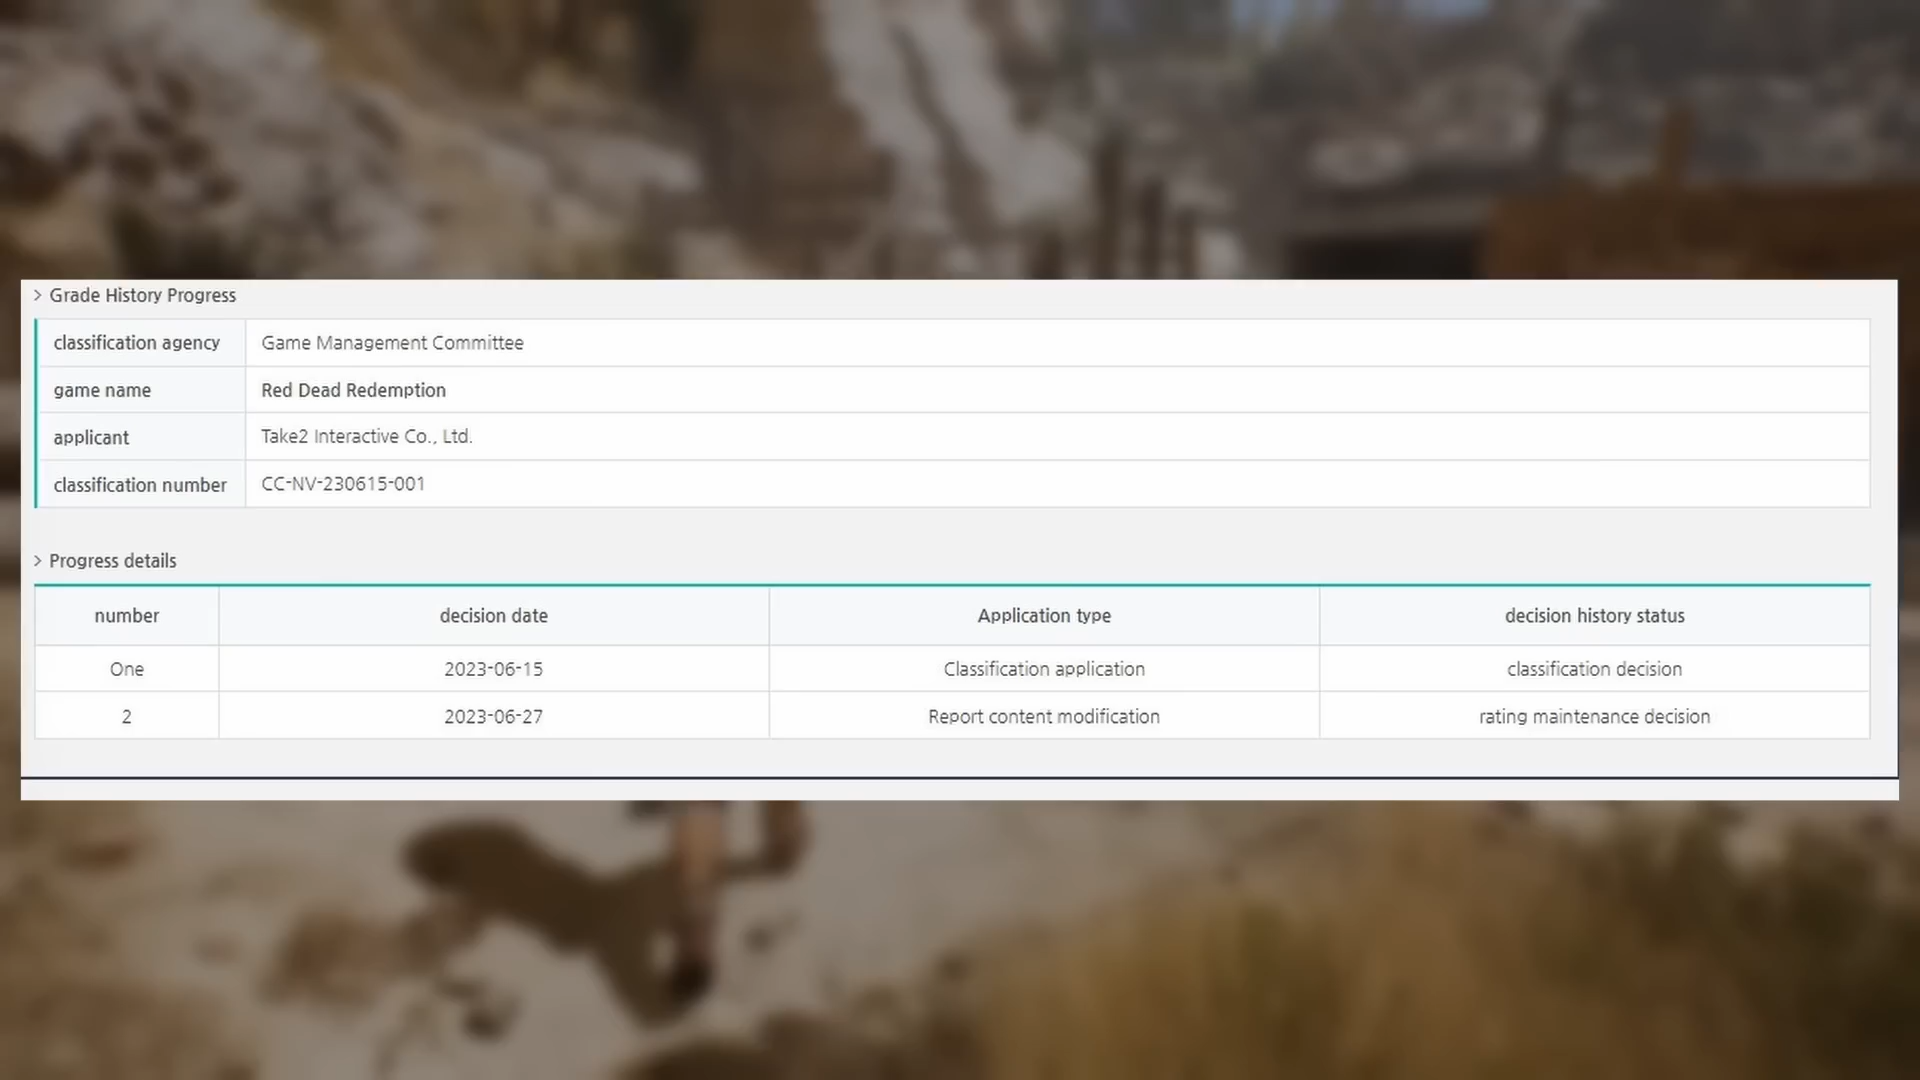 > Grade History Progress
classification agency Game Management Committee
game name Red Dead Redemption
applicant Take2 Interactive Co., Ltd.
classification number CC-NV-230615-001
> Progress details
number decision date Application type decision history status
One 2023-06-15 Classification application classification decision
2 2023-06-27 Report content modification rating maintenance decision